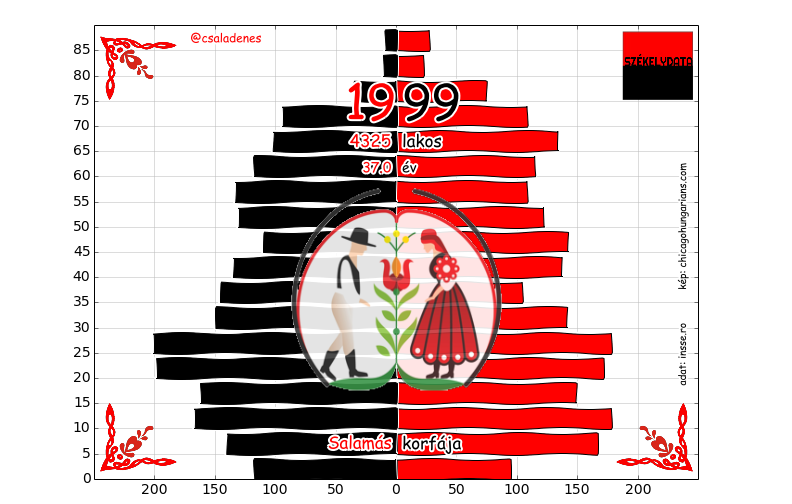 @csaladenes
SZÉKELYDATA
1999
4325 lakos
37.0 év
Salamás korfája
kép: chicagohungarians.com
adat: insse.ro
85
80
75
70
65
60
55
50
45
40
35
30
25
20
15
10
5
0
200 150 100 50 0 50 100 150 200